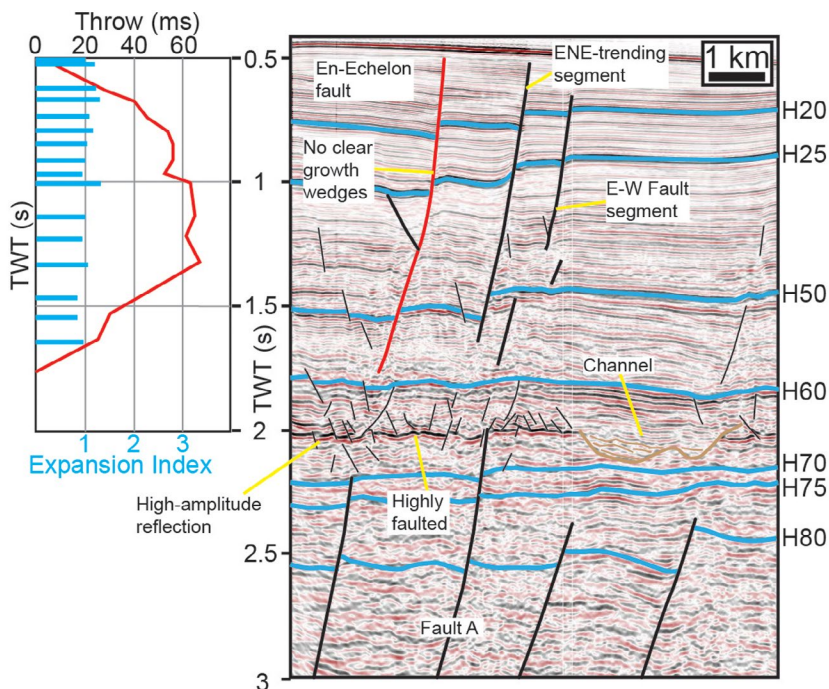 Throw (ms)
0 20 40 60
TWT (s)
1 2 3
Expansion Index
0.5
1
1.5
2
2.5
3
TWT (s)
1 km
En-Echelon
fault
ENE-trending
segment
No clear
growth
wedges
E-W Fault
segment
Channel
High-amplitude
reflection
Highly
faulted
Fault A
H20
H25
H50
H60
H70
H75
H80